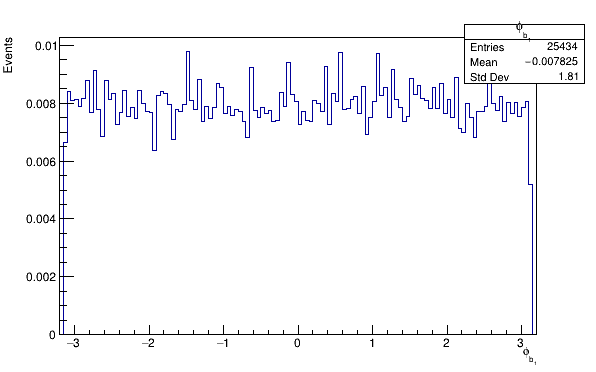 ϕ_b₁
Events
Entries 25434
Mean −0.007825
Std Dev 1.81
0.01
0.008
0.006
0.004
0.002
0
−3 −2 −1 0 1 2 3
ϕ_b₁